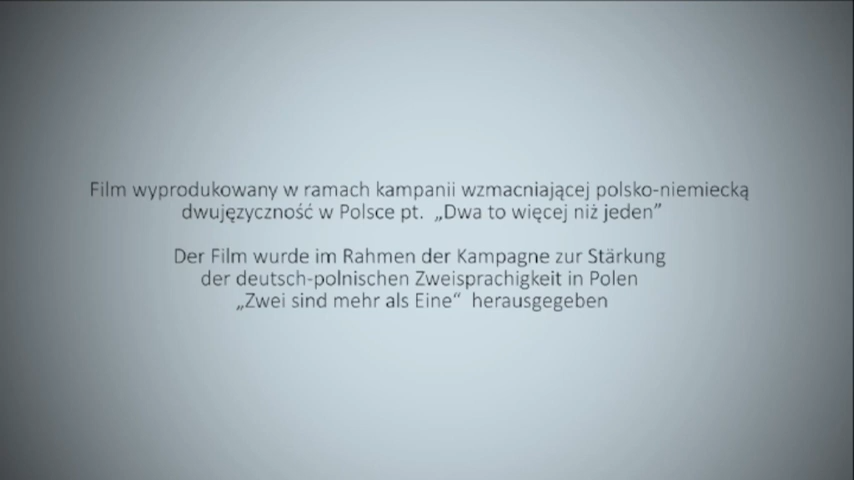 Film wyprodukowany w ramach kampanii wzmacniającej polsko-niemiecką
dwujęzyczność w Polsce pt. „Dwa to więcej niż jeden”
Der Film wurde im Rahmen der Kampagne zur Stärkung
der deutsch-polnischen Zweisprachigkeit in Polen
„Zwei sind mehr als Eine“ herausgegeben